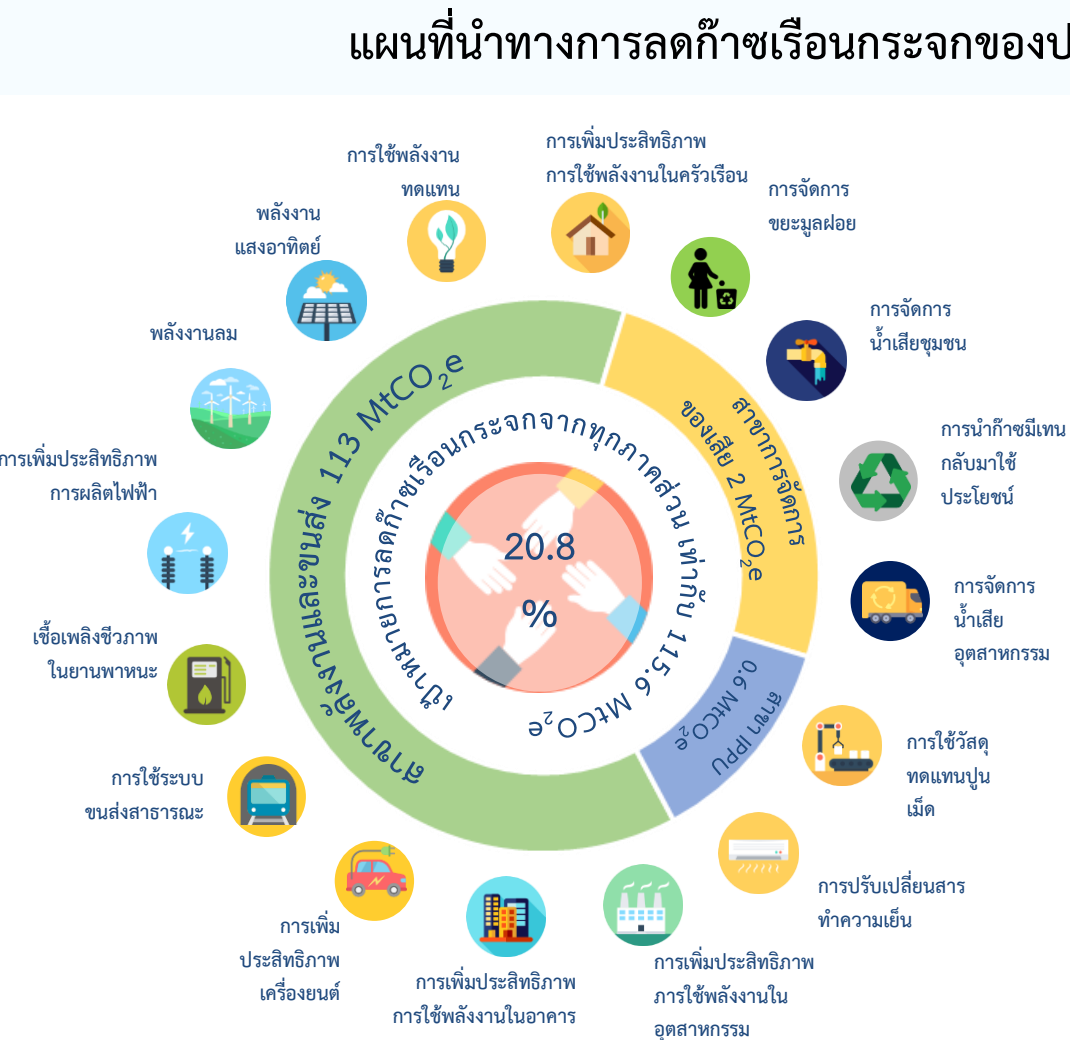 แผนที่นำทางการลดก๊าซเรือนกระจกของป
การใช้พลังงาน
ทดแทน
การเพิ่มประสิทธิภาพ
การใช้พลังงานในครัวเรือน
การจัดการ
ขยะมูลฝอย
พลังงาน
แสงอาทิตย์
การจัดการ
น้ำเสียชุมชน
พลังงานลม
การนำก๊าซมีเทน
กลับมาใช้
ประโยชน์
การเพิ่มประสิทธิภาพ
การผลิตไฟฟ้า
การจัดการ
น้ำเสีย
อุตสาหกรรม
เชื้อเพลิงชีวภาพ
ในยานพาหนะ
การใช้วัสดุ
ทดแทนปูน
เม็ด
การใช้ระบบ
ขนส่งสาธารณะ
การปรับเปลี่ยนสาร
ทำความเย็น
การเพิ่ม
ประสิทธิภาพ
เครื่องยนต์
การเพิ่มประสิทธิภาพ
การใช้พลังงานในอาคาร
การเพิ่มประสิทธิภาพ
ภารใช้พลังงานใน
อุตสาหกรรม
สาขาพลังงานและขนส่ง 113 MtCO₂e
สาขาการจัดการ
ของเสีย 2 MtCO₂e
สาขา IPPU
0.6 MtCO₂e
เป้าหมายการลดก๊าซเรือนกระจกจากทุกภาคส่วน เท่ากับ 115.6 MtCO₂e
20.8
%